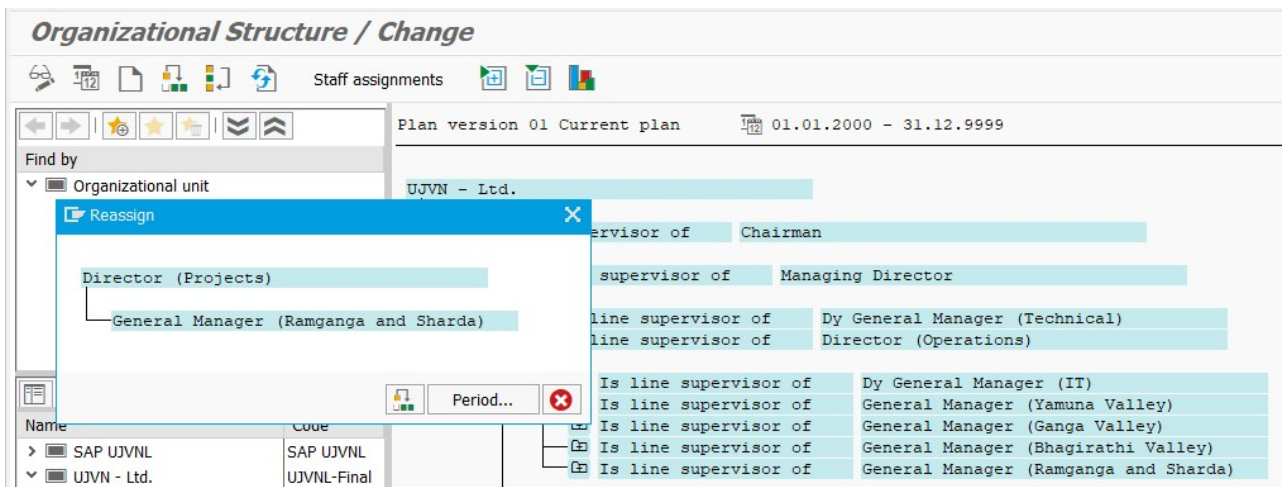 Organizational Structure / Change
Staff assignments
Plan version 01 Current plan 01.01.2000 - 31.12.9999
Find by
Organizational unit
UJVN - Ltd.
Reassign
ervisor of Chairman
Director (Projects)
supervisor of Managing Director
General Manager (Ramganga and Sharda)
line supervisor of Dy General Manager (Technical)
line supervisor of Director (Operations)
Period...
Is line supervisor of Dy General Manager (IT)
Is line supervisor of General Manager (Yamuna Valley)
Is line supervisor of General Manager (Ganga Valley)
Is line supervisor of General Manager (Bhagirathi Valley)
Is line supervisor of General Manager (Ramganga and Sharda)
Name Code
SAP UJVNL SAP UJVNL
UJVN - Ltd. UJVNL-Final